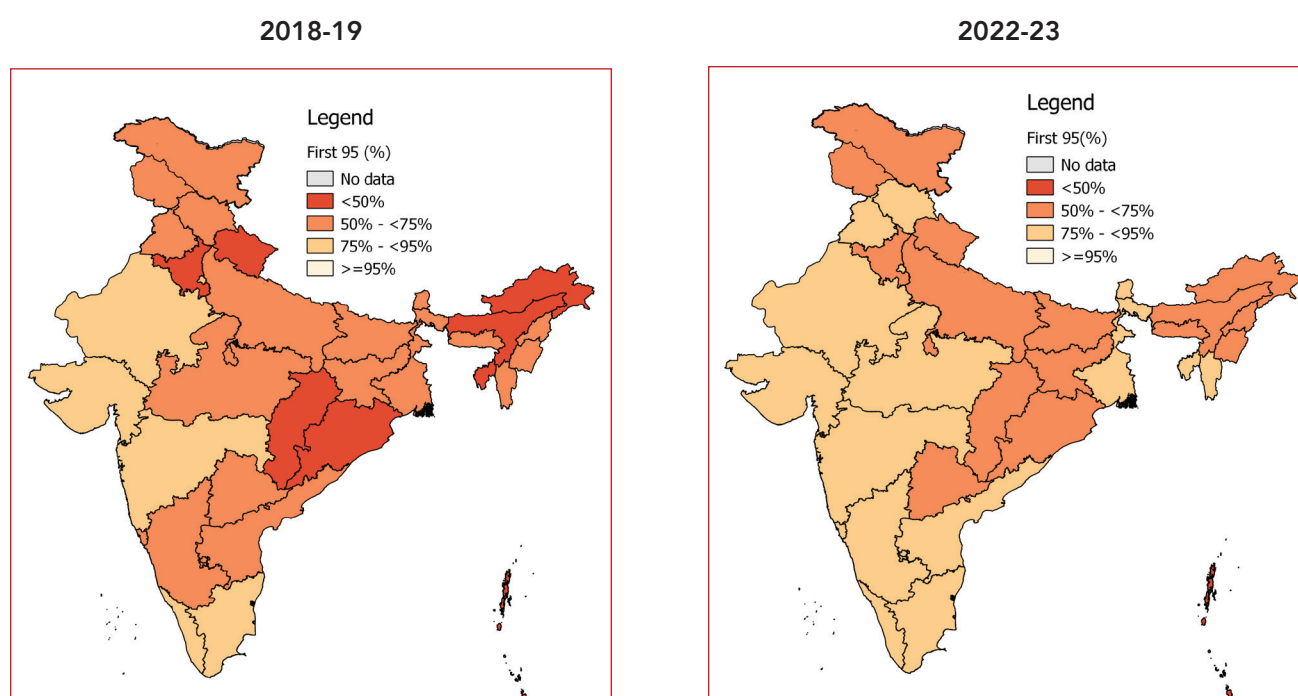 2018-19
Legend
First 95 (%)
No data
<50%
50% - <75%
75% - <95%
>=95%
2022-23
Legend
First 95(%)
No data
<50%
50% - <75%
75% - <95%
>=95%